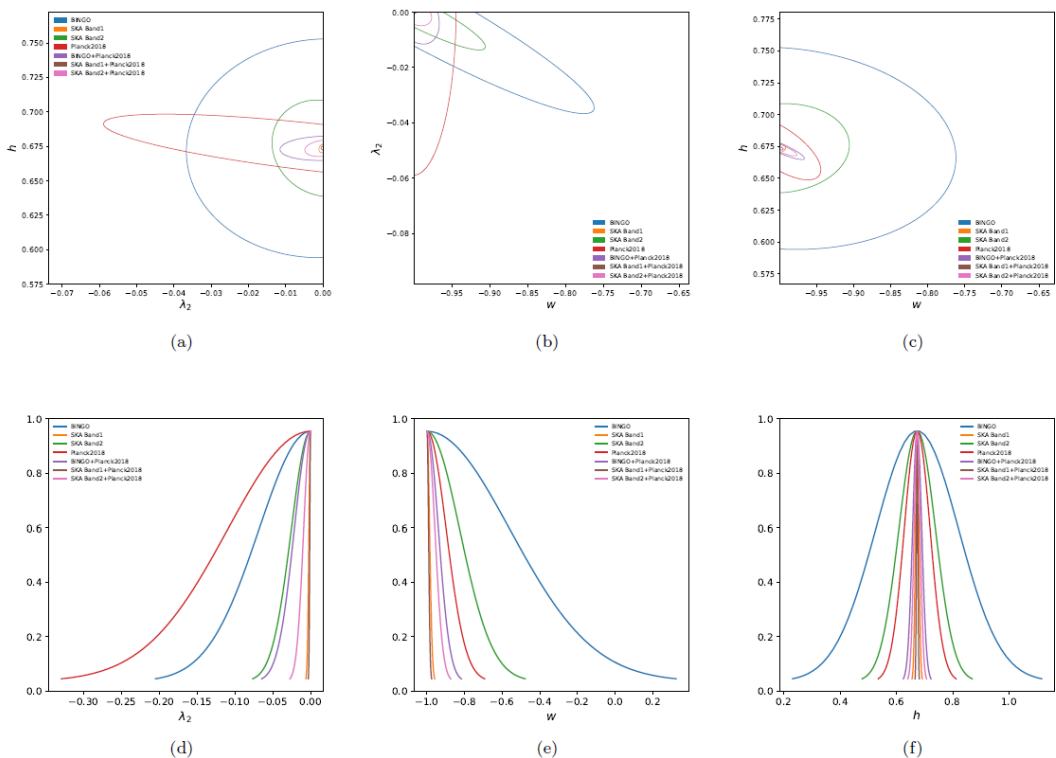 0.750
0.725
0.700
0.675
0.650
0.625
0.600
0.575
h
BINGO
SKA Band1
SKA Band2
Planck2018
BINGO+Planck2018
SKA Band1+Planck2018
SKA Band2+Planck2018
−0.07 −0.06 −0.05 −0.04 −0.03 −0.02 −0.01 0.00
λ2
(a)
0.00
−0.02
−0.04
−0.06
−0.08
λ2
BINGO
SKA Band1
SKA Band2
Planck2018
BINGO+Planck2018
SKA Band1+Planck2018
SKA Band2+Planck2018
−0.95 −0.90 −0.85 −0.80 −0.75 −0.70 −0.65
w
(b)
0.775
0.750
0.725
0.700
0.675
0.650
0.625
0.600
0.575
h
BINGO
SKA Band1
SKA Band2
Planck2018
BINGO+Planck2018
SKA Band1+Planck2018
SKA Band2+Planck2018
−0.95 −0.90 −0.85 −0.80 −0.75 −0.70 −0.65
w
(c)
1.0
0.8
0.6
0.4
0.2
0.0
BINGO
SKA Band1
SKA Band2
Planck2018
BINGO+Planck2018
SKA Band1+Planck2018
SKA Band2+Planck2018
−0.30 −0.25 −0.20 −0.15 −0.10 −0.05 0.00
λ2
(d)
1.0
0.8
0.6
0.4
0.2
0.0
BINGO
SKA Band1
SKA Band2
Planck2018
BINGO+Planck2018
SKA Band1+Planck2018
SKA Band2+Planck2018
−1.0 −0.8 −0.6 −0.4 −0.2 0.0 0.2
w
(e)
1.0
0.8
0.6
0.4
0.2
0.0
BINGO
SKA Band1
SKA Band2
Planck2018
BINGO+Planck2018
SKA Band1+Planck2018
SKA Band2+Planck2018
0.2 0.4 0.6 0.8 1.0
h
(f)